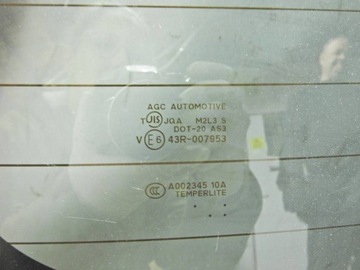 AGC AUTOMOTIVE
T JIS JQA M2L3 S
DOT-20 AS3
V E6 43R-007953
CCC A002345 10A
TEMPERLITE